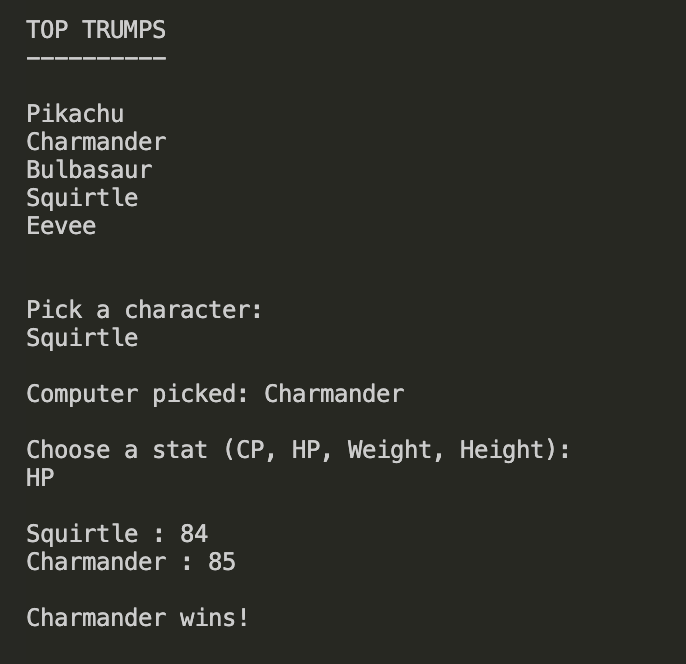 TOP TRUMPS
----------
Pikachu
Charmander
Bulbasaur
Squirtle
Eevee
Pick a character:
Squirtle
Computer picked: Charmander
Choose a stat (CP, HP, Weight, Height):
HP
Squirtle : 84
Charmander : 85
Charmander wins!